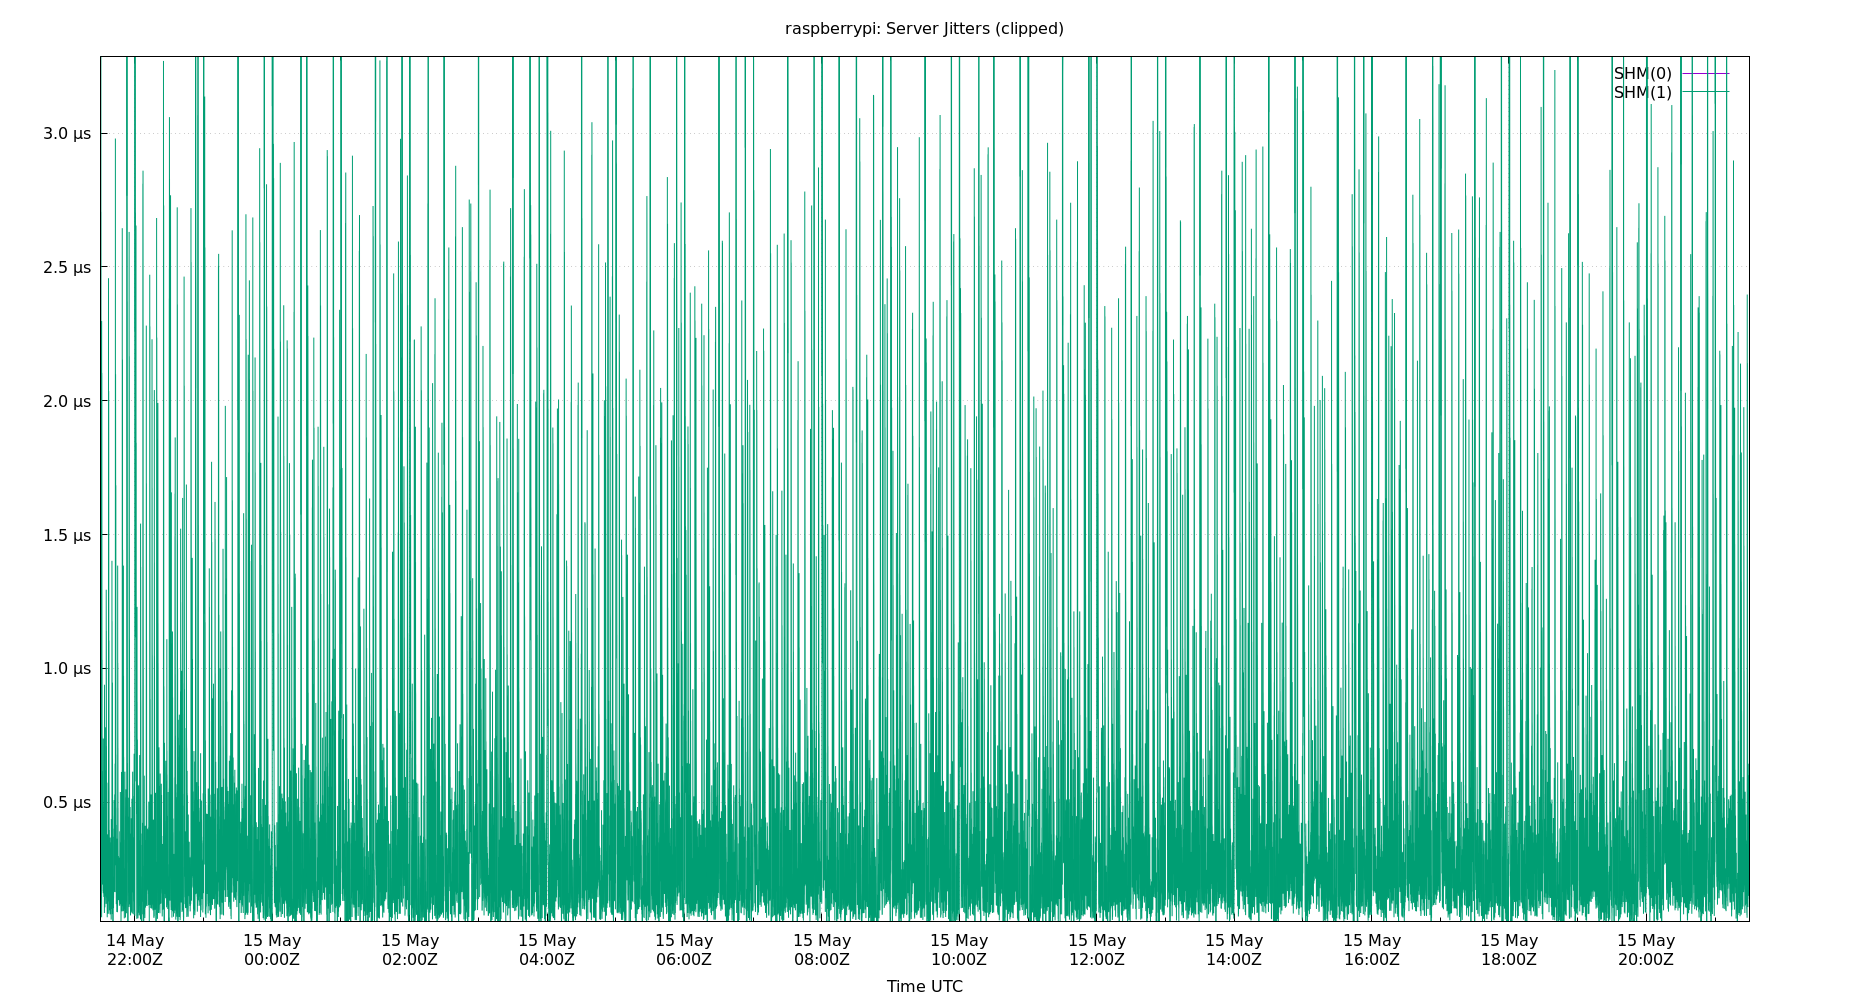 raspberrypi: Server Jitters (clipped)
SHM(0)
SHM(1)
3.0 μs
2.5 μs
2.0 μs
1.5 μs
1.0 μs
0.5 μs
14 May 15 May 15 May 15 May 15 May 15 May 15 May 15 May 15 May 15 May 15 May 15 May
22:00Z 00:00Z 02:00Z 04:00Z 06:00Z 08:00Z 10:00Z 12:00Z 14:00Z 16:00Z 18:00Z 20:00Z
Time UTC